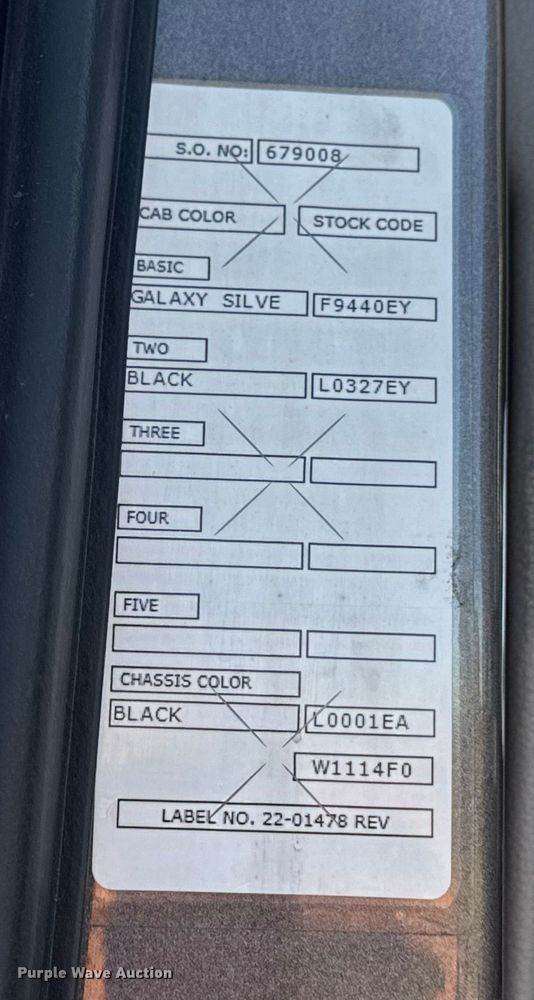 S.O. NO: 679008
CAB COLOR STOCK CODE
BASIC
GALAXY SILVE F9440EY
TWO
BLACK L0327EY
THREE
FOUR
FIVE
CHASSIS COLOR
BLACK L0001EA
W1114F0
LABEL NO. 22-01478 REV
Purple Wave Auction